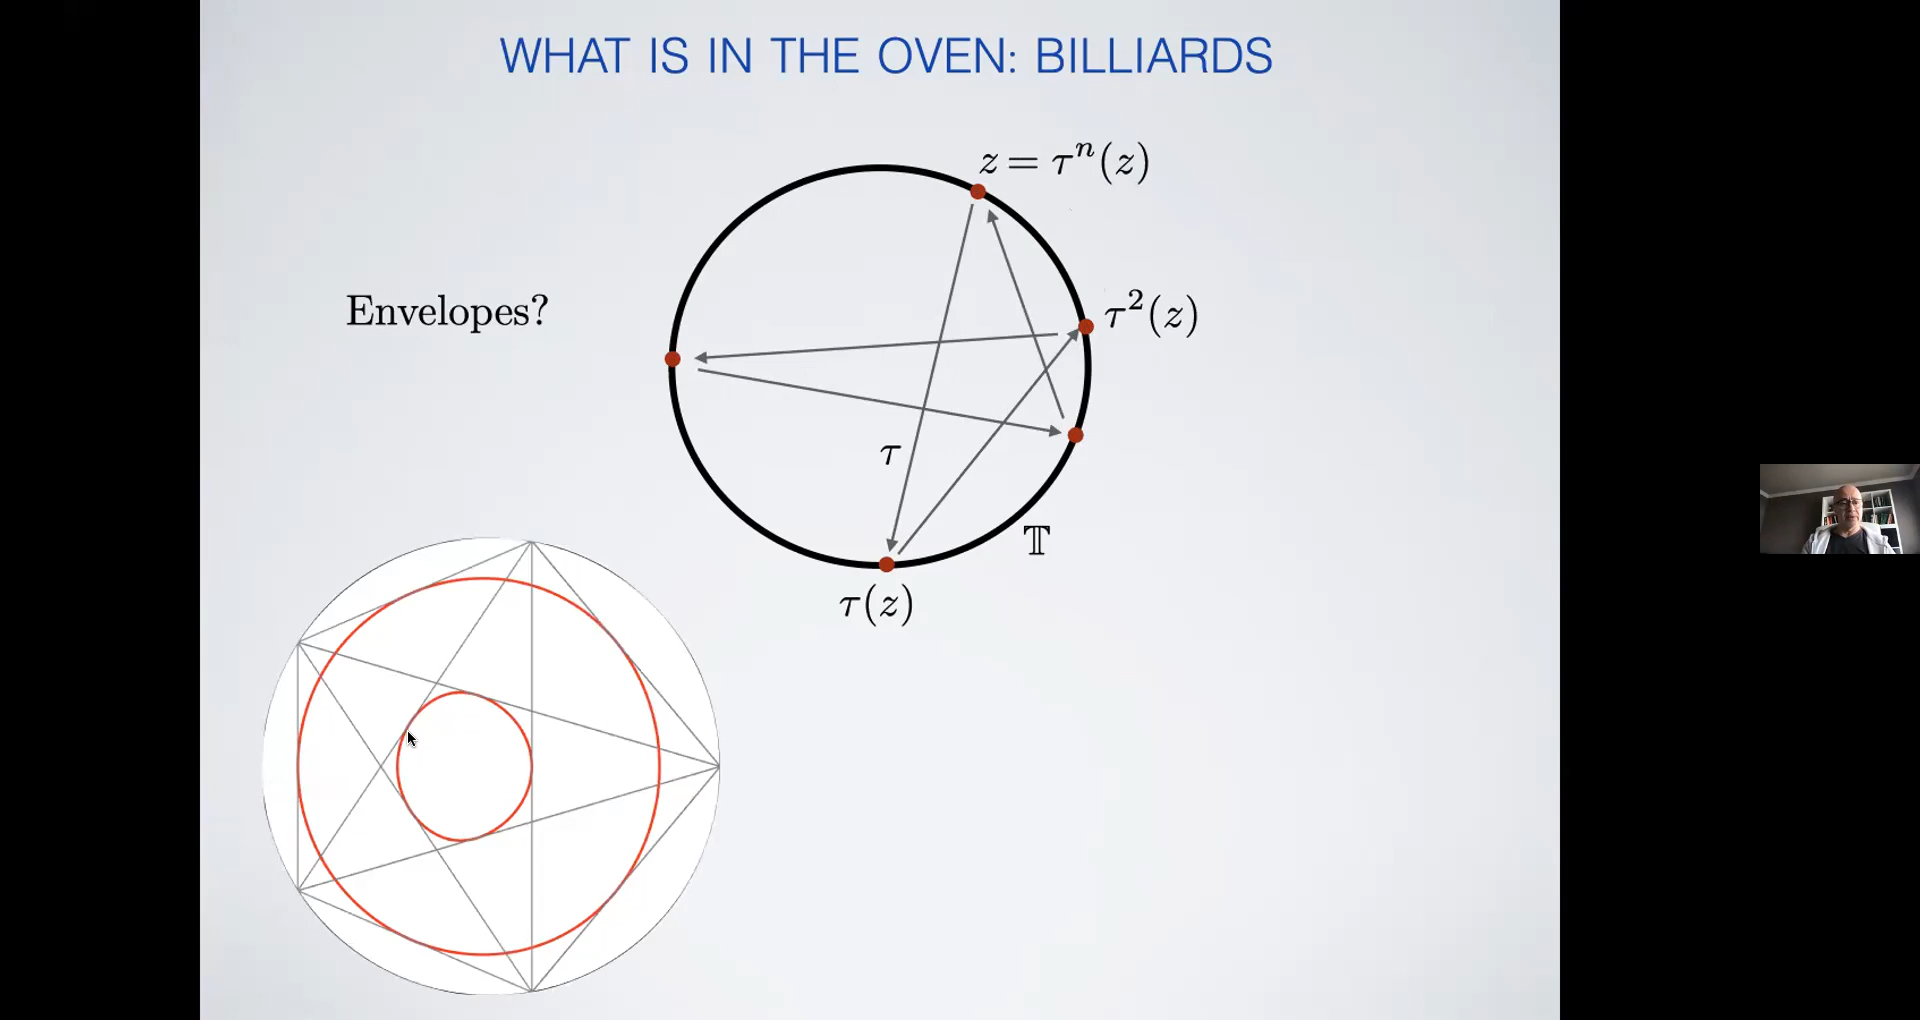 WHAT IS IN THE OVEN: BILLIARDS
z = τⁿ(z)
Envelopes?
τ²(z)
τ
𝕋
τ(z)